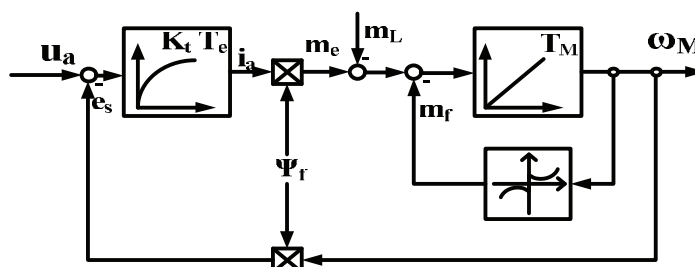 u_a
e_s
K_t T_e
i_a
m_e
m_L
m_f
T_M
ω_M
Ψ_f